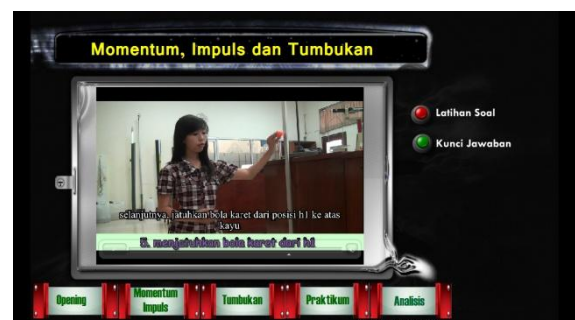 Momentum, Impuls dan Tumbukan
Latihan Soal
Kunci Jawaban
selanjutnya, jatuhkan bola karet dari posisi h1 ke atas
kayu
5. menjatuhkan bola karet dari h1
Opening
Momentum
Impuls
Tumbukan
Praktikum
Analisis